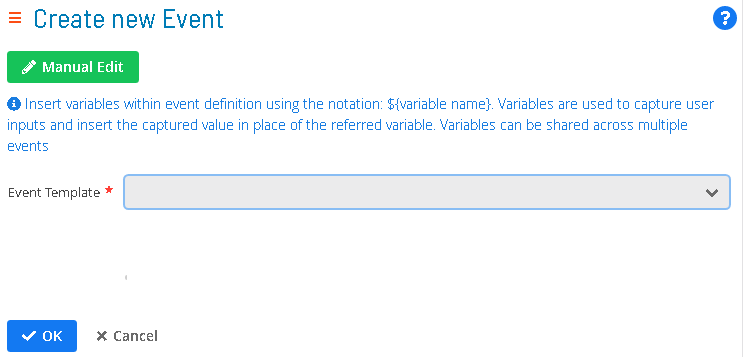 Create new Event
Manual Edit
Insert variables within event definition using the notation: ${variable name}. Variables are used to capture user
inputs and insert the captured value in place of the referred variable. Variables can be shared across multiple
events
Event Template *
OK
Cancel